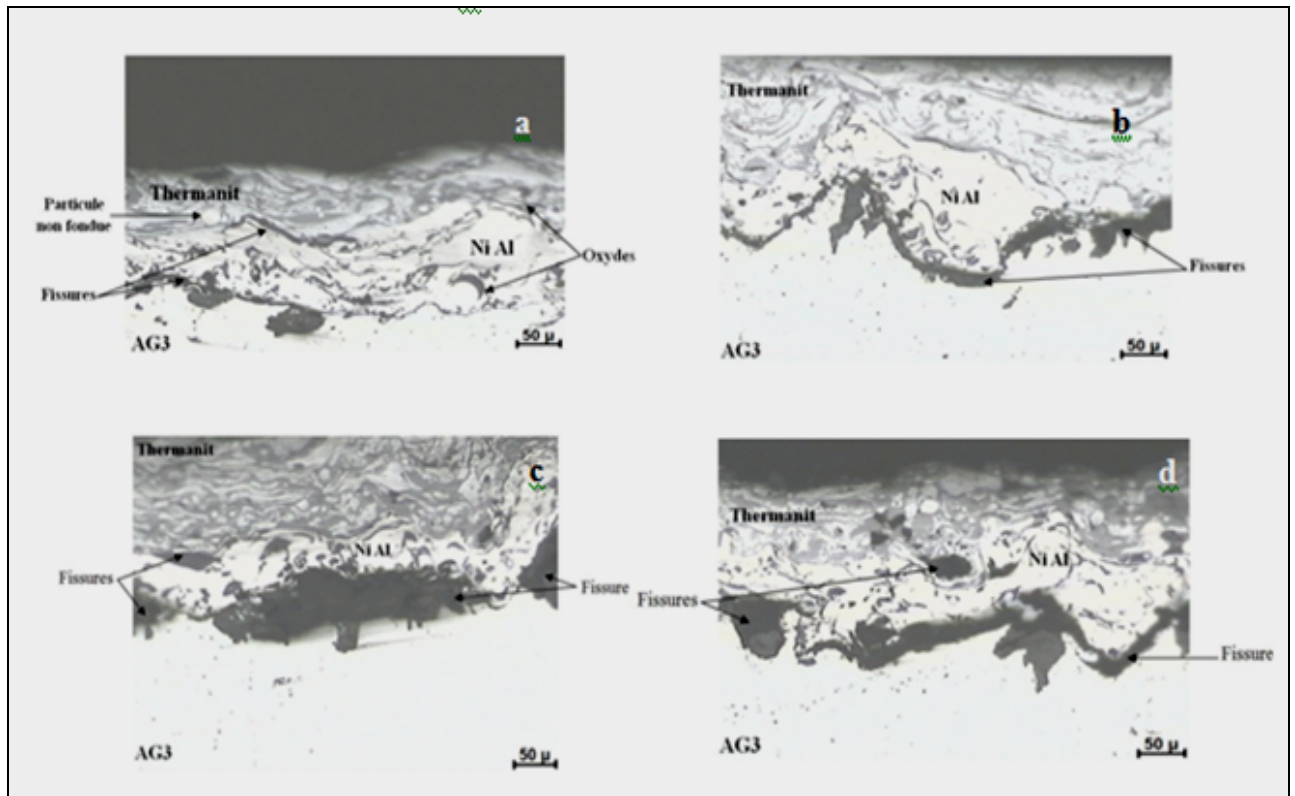 a
Thermanit
Particule
non fondue
Ni Al
Oxydes
Fissures
AG3
50 µ
Thermanit
b
Ni Al
Fissures
AG3
50 µ
Thermanit
c
Ni Al
Fissures
Fissure
AG3
50 µ
d
Thermanit
Ni Al
Fissures
Fissure
AG3
50 µ